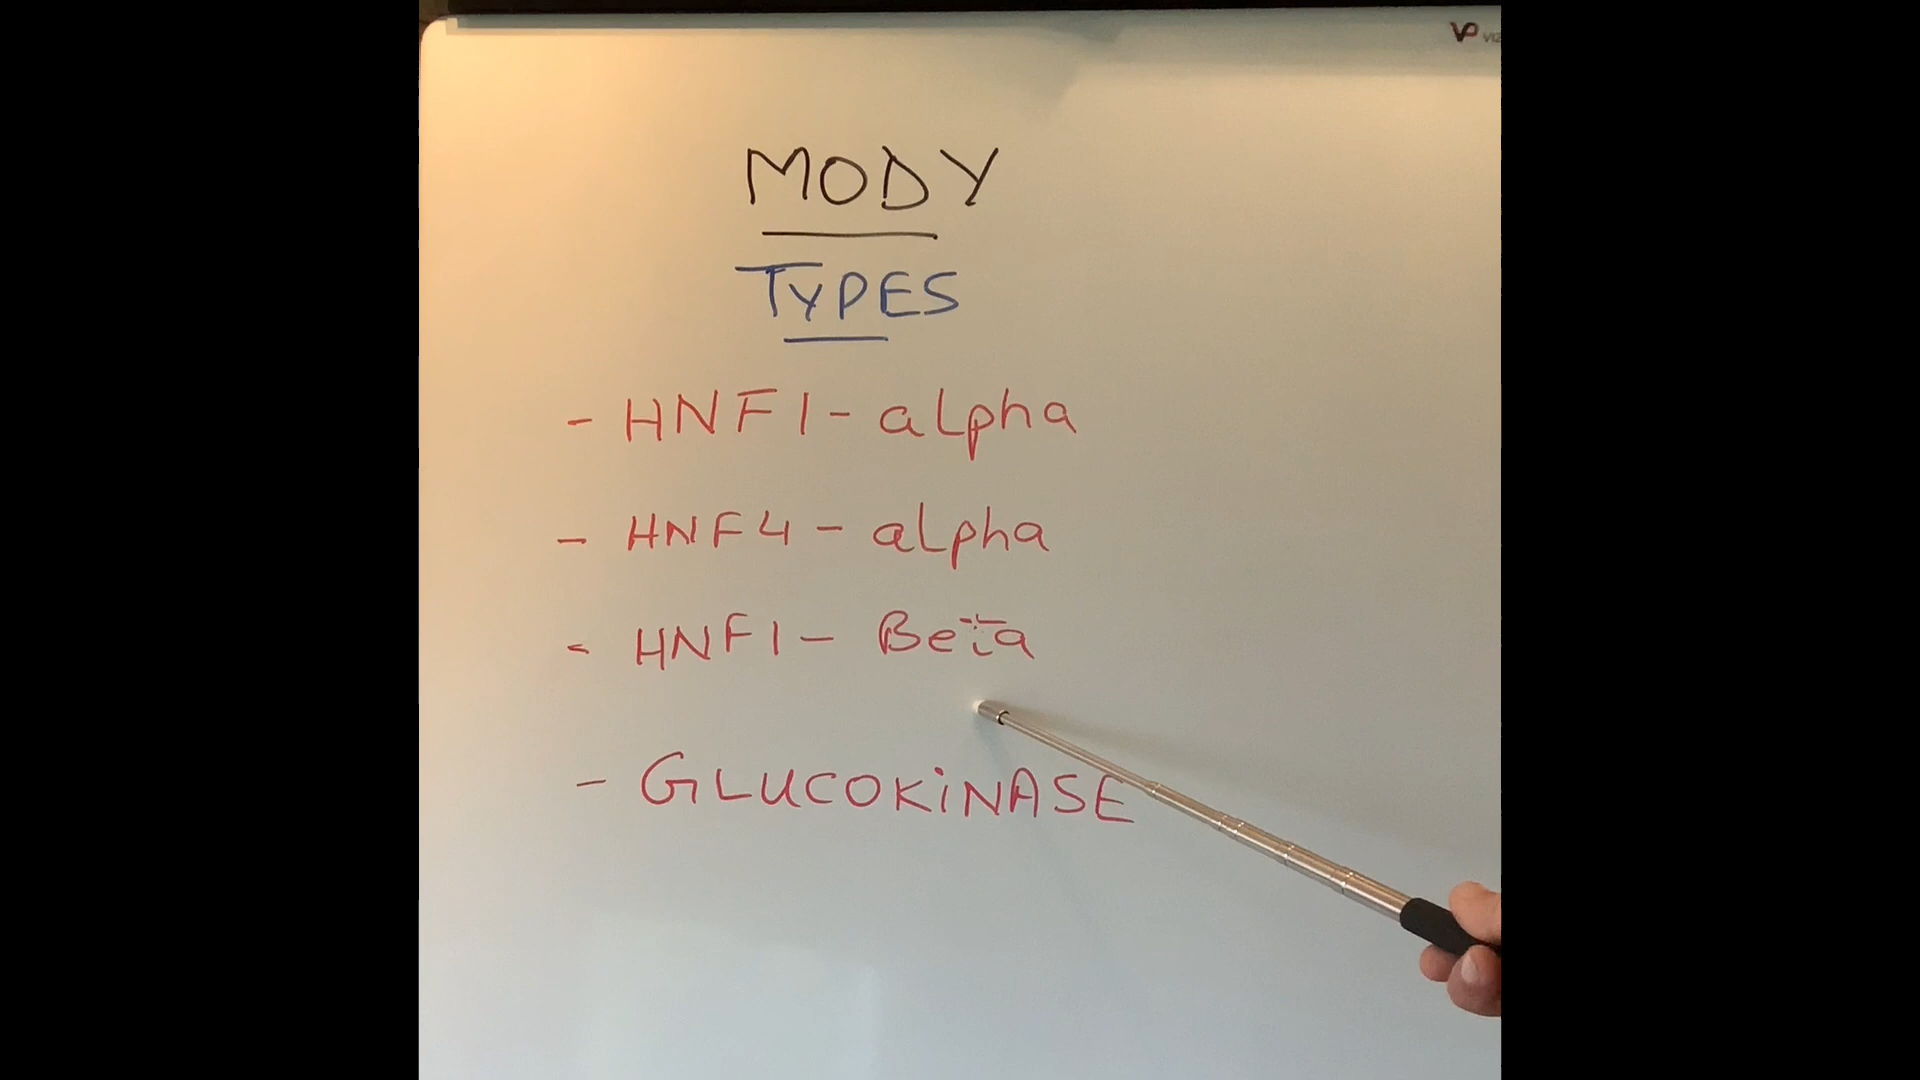 MODY
TYPES
- HNF1 - alpha
- HNF4 - alpha
- HNF1 - Beta
- GLUCOKiNASE